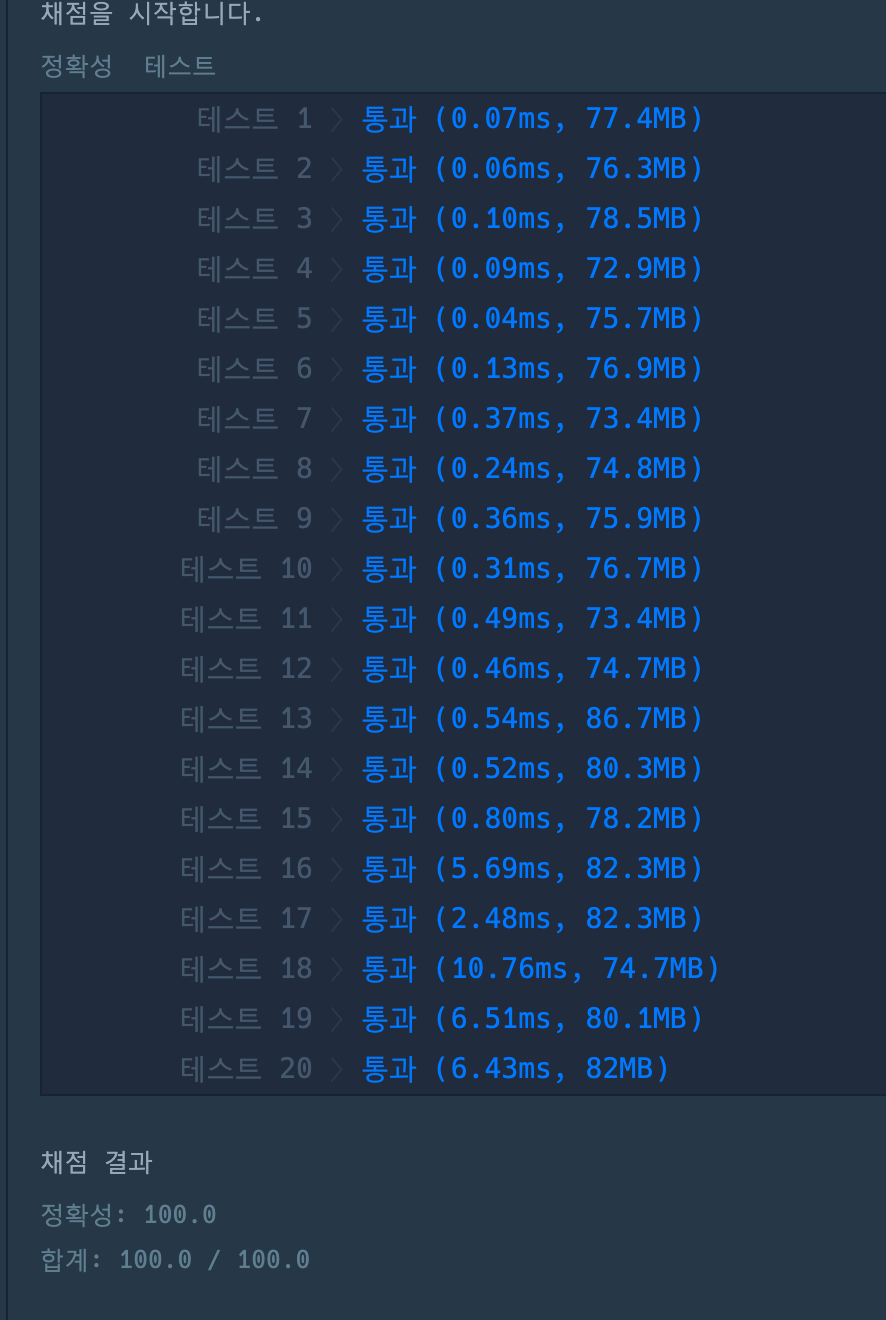 채점을 시작합니다.
정확성 테스트
테스트 1 〉 통과 (0.07ms, 77.4MB)
테스트 2 〉 통과 (0.06ms, 76.3MB)
테스트 3 〉 통과 (0.10ms, 78.5MB)
테스트 4 〉 통과 (0.09ms, 72.9MB)
테스트 5 〉 통과 (0.04ms, 75.7MB)
테스트 6 〉 통과 (0.13ms, 76.9MB)
테스트 7 〉 통과 (0.37ms, 73.4MB)
테스트 8 〉 통과 (0.24ms, 74.8MB)
테스트 9 〉 통과 (0.36ms, 75.9MB)
테스트 10 〉 통과 (0.31ms, 76.7MB)
테스트 11 〉 통과 (0.49ms, 73.4MB)
테스트 12 〉 통과 (0.46ms, 74.7MB)
테스트 13 〉 통과 (0.54ms, 86.7MB)
테스트 14 〉 통과 (0.52ms, 80.3MB)
테스트 15 〉 통과 (0.80ms, 78.2MB)
테스트 16 〉 통과 (5.69ms, 82.3MB)
테스트 17 〉 통과 (2.48ms, 82.3MB)
테스트 18 〉 통과 (10.76ms, 74.7MB)
테스트 19 〉 통과 (6.51ms, 80.1MB)
테스트 20 〉 통과 (6.43ms, 82MB)
채점 결과
정확성: 100.0
합계: 100.0 / 100.0